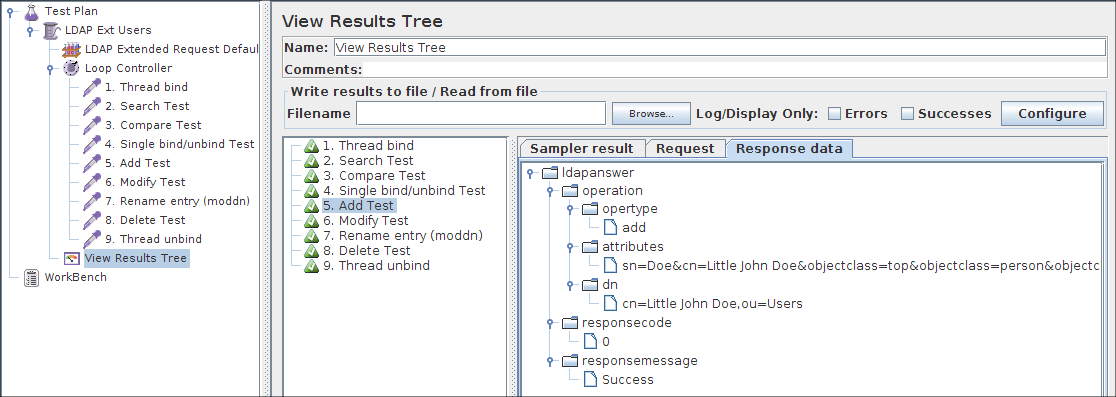 Test Plan
LDAP Ext Users
LDAP Extended Request Defaul
Loop Controller
1. Thread bind
2. Search Test
3. Compare Test
4. Single bind/unbind Test
5. Add Test
6. Modify Test
7. Rename entry (moddn)
8. Delete Test
9. Thread unbind
View Results Tree
WorkBench
View Results Tree
Name: View Results Tree
Comments:
Write results to file / Read from file
Filename Browse... Log/Display Only: Errors Successes Configure
1. Thread bind
2. Search Test
3. Compare Test
4. Single bind/unbind Test
5. Add Test
6. Modify Test
7. Rename entry (moddn)
8. Delete Test
9. Thread unbind
Sampler result Request Response data
ldapanswer
operation
opertype
add
attributes
sn=Doe&cn=Little John Doe&objectclass=top&objectclass=person&objectc
dn
cn=Little John Doe,ou=Users
responsecode
0
responsemessage
Success